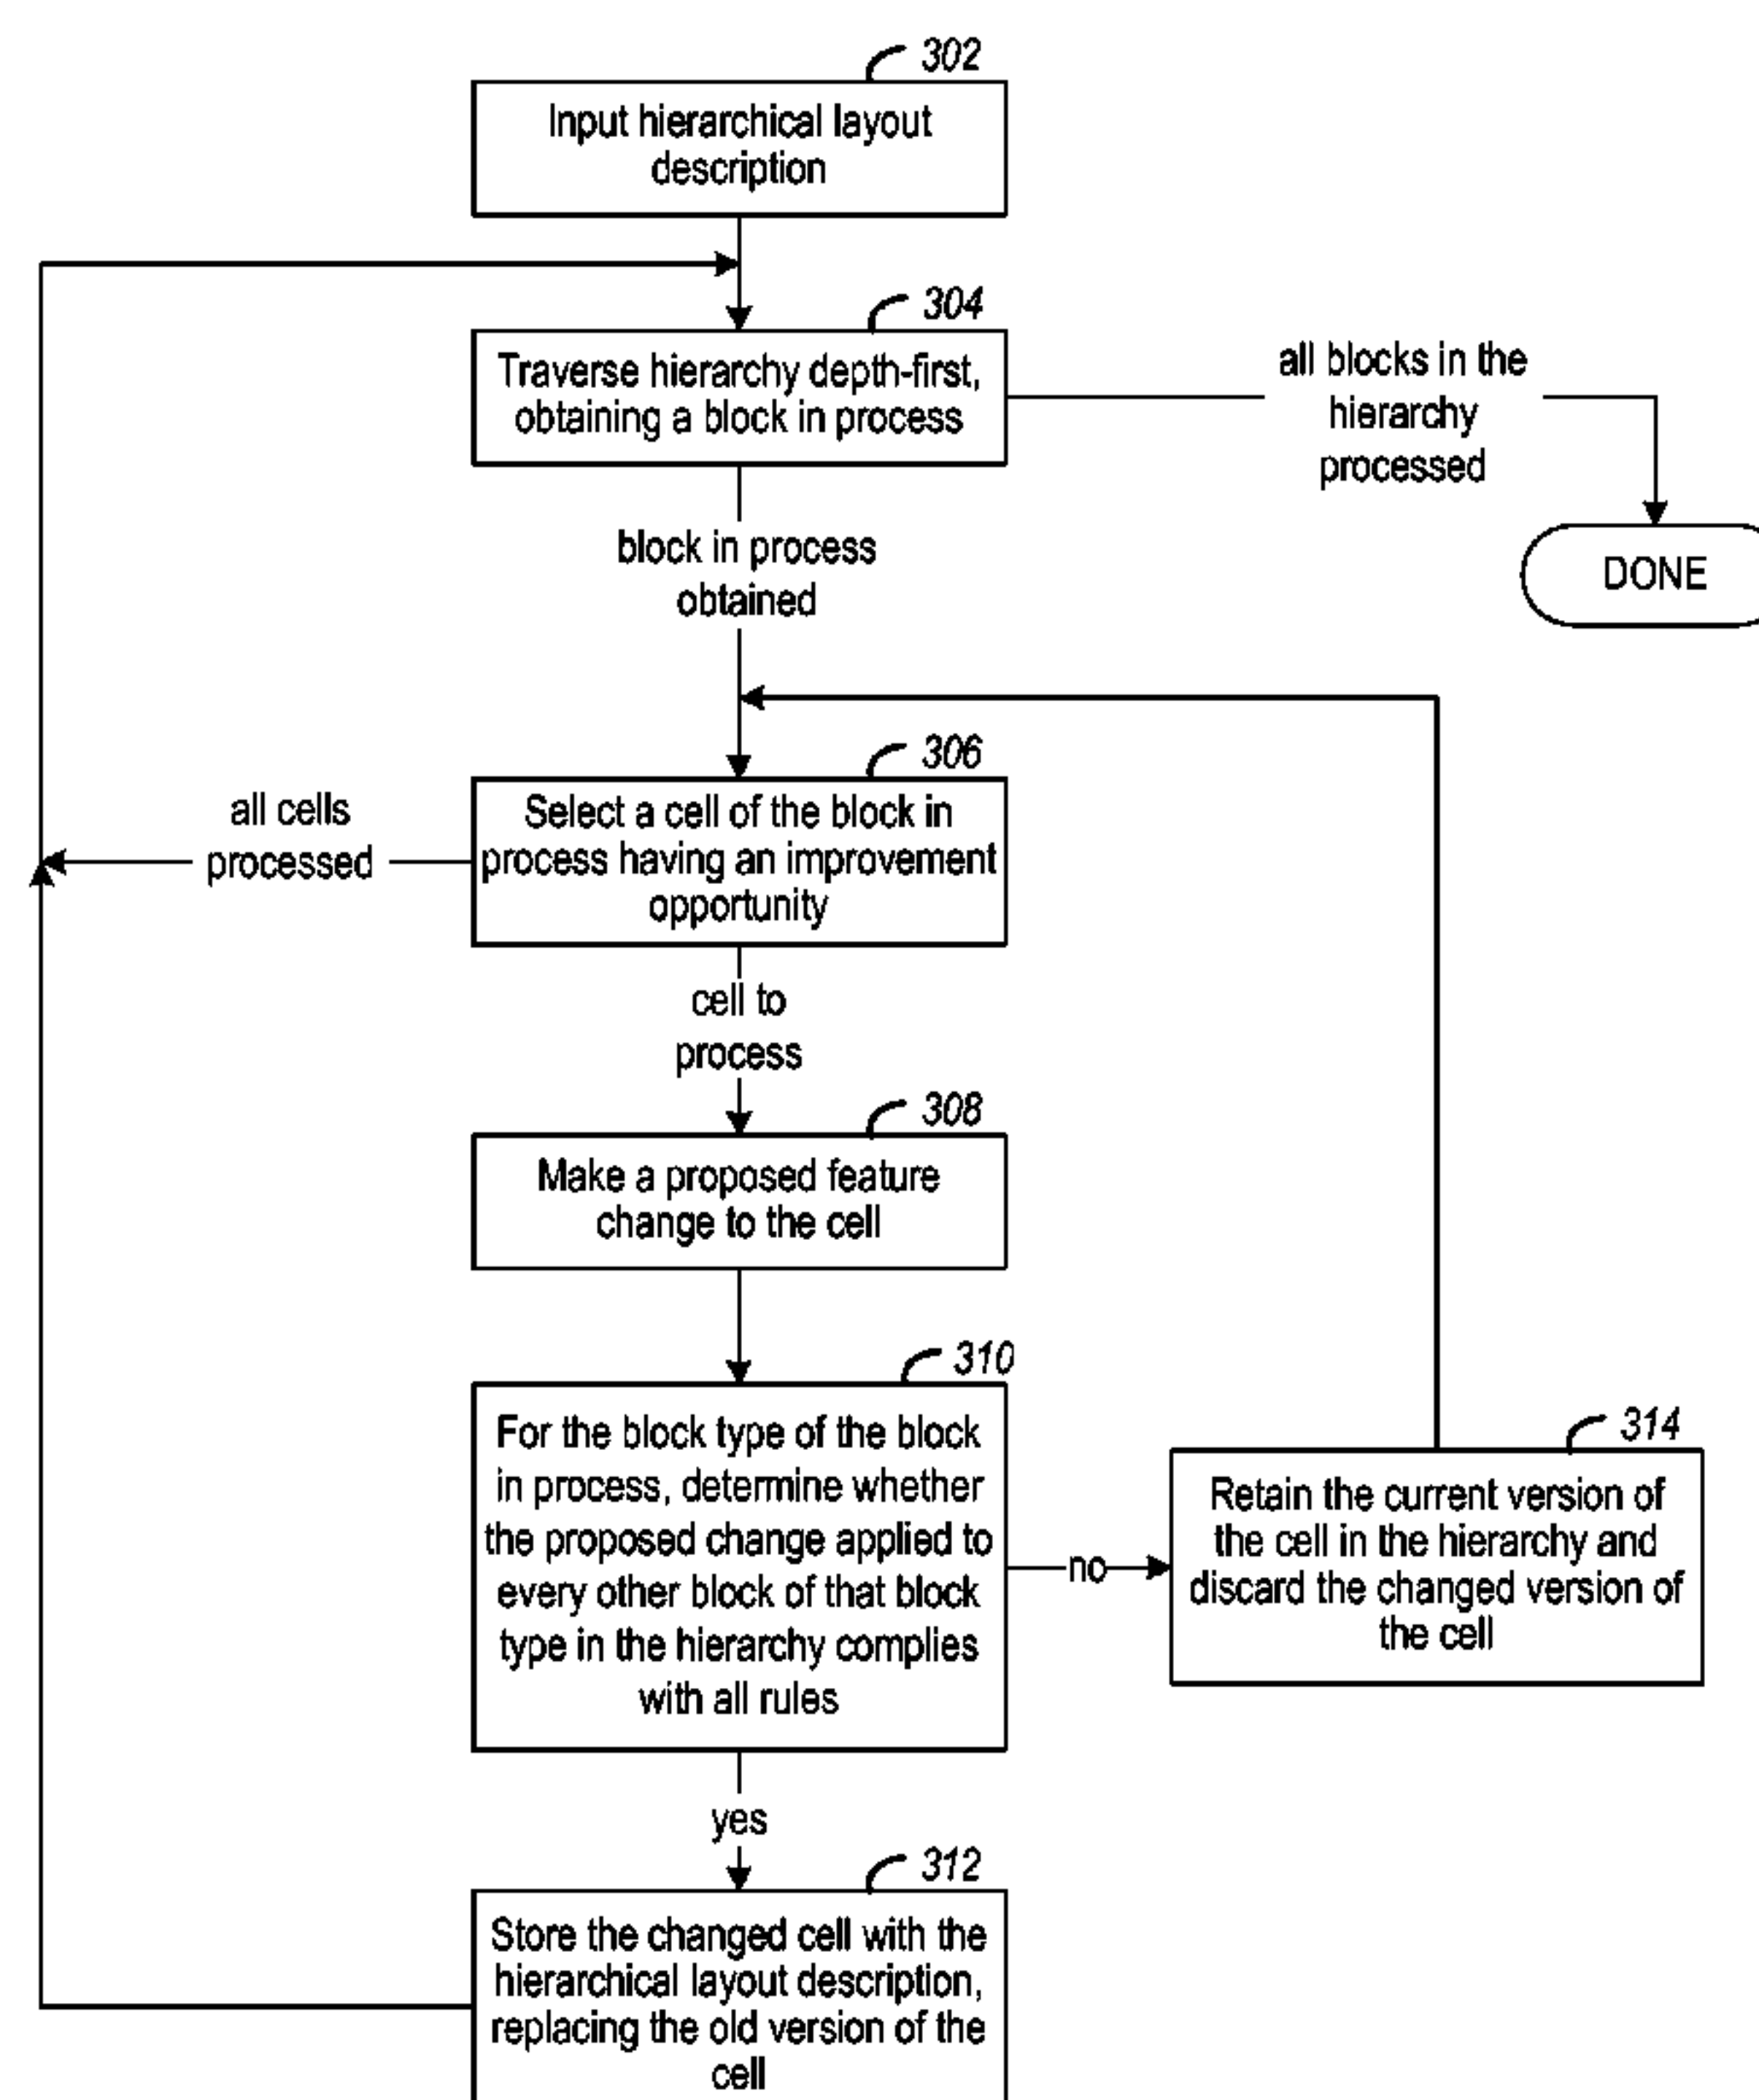 302
Input hierarchical layout
description
304
Traverse hierarchy depth-first,
obtaining a block in process
all blocks in the
hierarchy
processed
DONE
block in process
obtained
306
Select a cell of the block in
process having an improvement
opportunity
all cells
processed
cell to
process
308
Make a proposed feature
change to the cell
310
For the block type of the block
in process, determine whether
the proposed change applied to
every other block of that block
type in the hierarchy complies
with all rules
no
314
Retain the current version of
the cell in the hierarchy and
discard the changed version of
the cell
yes
312
Store the changed cell with the
hierarchical layout description,
replacing the old version of the
cell